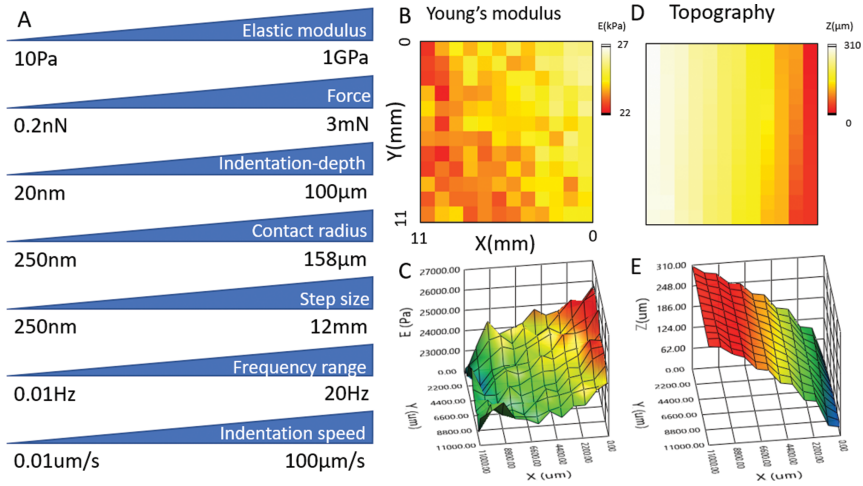 A
Elastic modulus
10Pa 1GPa
Force
0.2nN 3mN
Indentation-depth
20nm 100µm
Contact radius
250nm 158µm
Step size
250nm 12mm
Frequency range
0.01Hz 20Hz
Indentation speed
0.01um/s 100µm/s
B Young's modulus
E(kPa)
27
22
0
Y(mm)
11
11 X(mm) 0
D Topography
Z(µm)
310
0
C
27000.00
26000.00
25000.00
24000.00
23000.00
E (Pa)
0.00
2200.00
4400.00
6600.00
8800.00
11000.00
Y (µm)
11000.00
8800.00
6600.00
4400.00
2200.00
0.00
X (um)
E
310.00
248.00
186.00
124.00
62.00
Z(um)
0.00
2200.00
4400.00
6600.00
8800.00
11000.00
Y (µm)
11000.00
8800.00
6600.00
4400.00
2200.00
0.00
X (um)